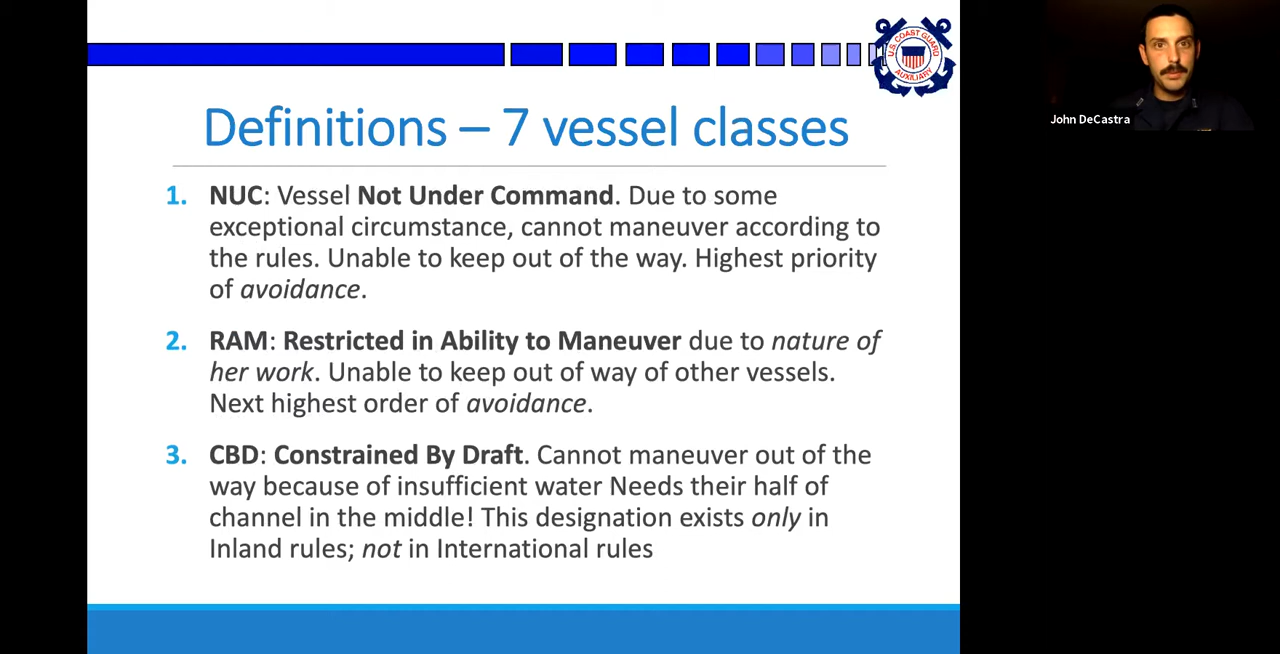 U.S. COAST GUARD
AUXILIARY
John DeCastra
Definitions – 7 vessel classes
1. NUC: Vessel Not Under Command. Due to some
exceptional circumstance, cannot maneuver according to
the rules. Unable to keep out of the way. Highest priority
of avoidance.
2. RAM: Restricted in Ability to Maneuver due to nature of
her work. Unable to keep out of way of other vessels.
Next highest order of avoidance.
3. CBD: Constrained By Draft. Cannot maneuver out of the
way because of insufficient water Needs their half of
channel in the middle! This designation exists only in
Inland rules; not in International rules